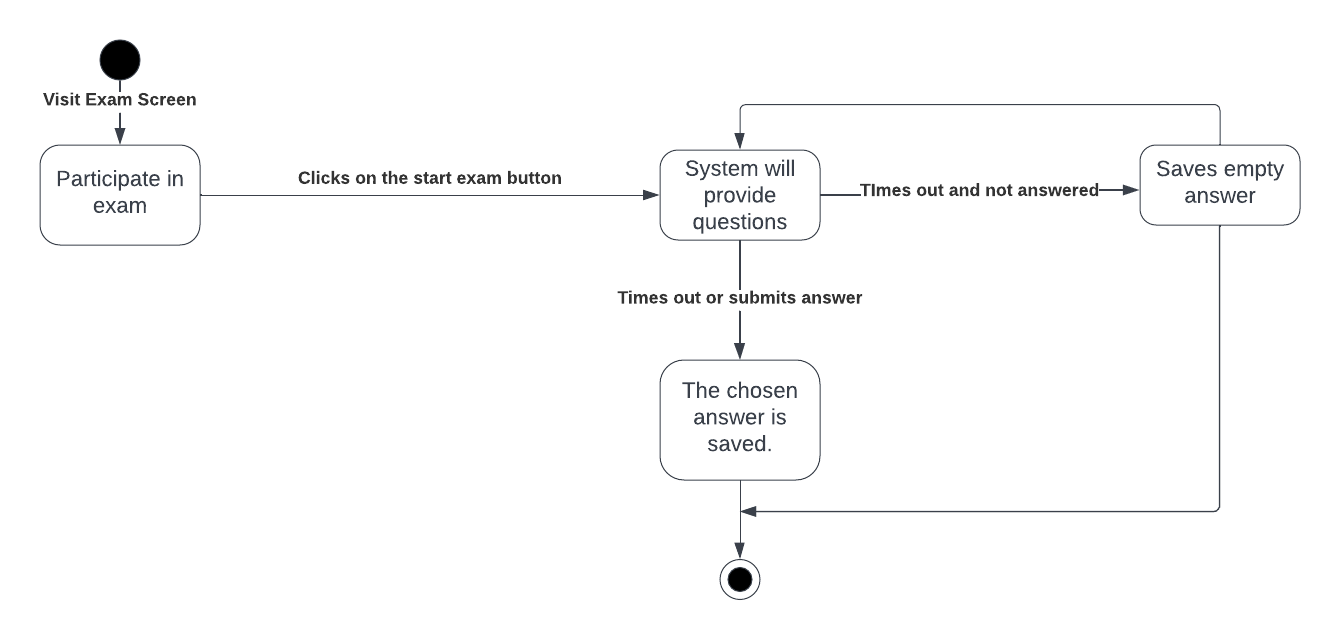 Visit Exam Screen
Participate in
exam
Clicks on the start exam button
System will
provide
questions
TImes out and not answered
Saves empty
answer
Times out or submits answer
The chosen
answer is
saved.